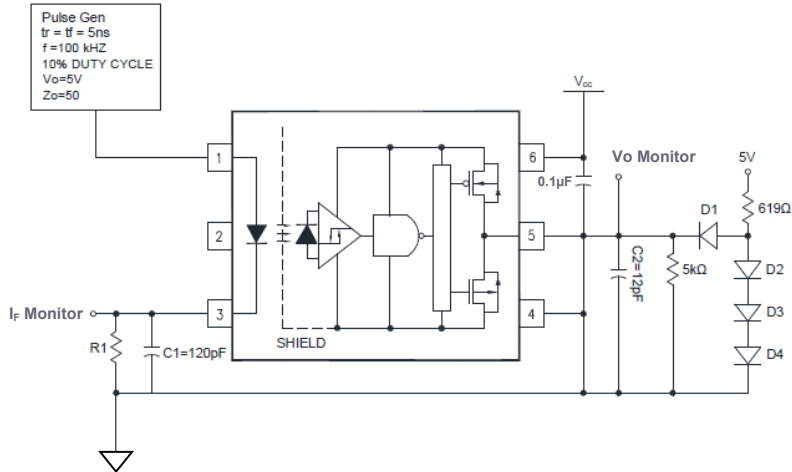 Pulse Gen
tr = tf = 5ns
f =100 kHZ
10% DUTY CYCLE
Vo=5V
Zo=50
VCC
1
6
Vo Monitor
5V
0.1µF
619Ω
D1
2
5
C2=12pF
5kΩ
D2
IF Monitor
3
4
D3
R1
C1=120pF
SHIELD
D4